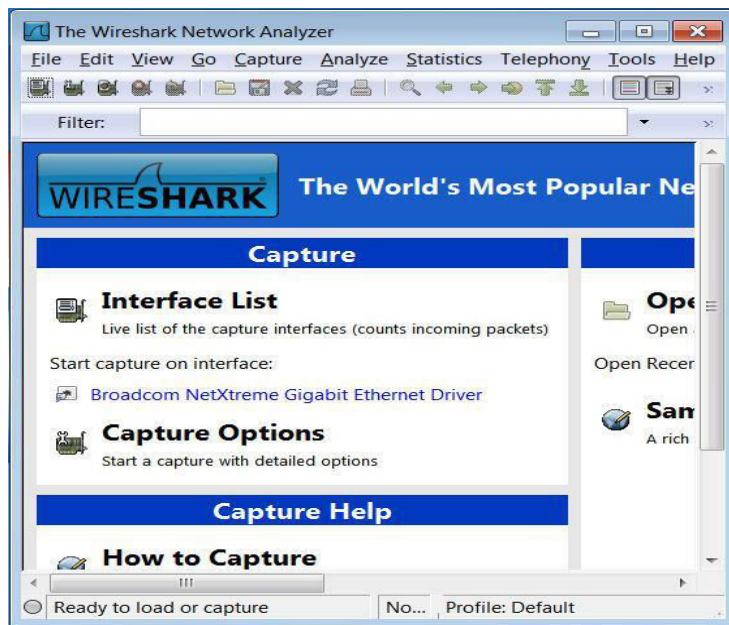 The Wireshark Network Analyzer
File Edit View Go Capture Analyze Statistics Telephony Tools Help
Filter:
WIRESHARK The World's Most Popular Ne
Capture
Interface List
Live list of the capture interfaces (counts incoming packets)
Start capture on interface:
Broadcom NetXtreme Gigabit Ethernet Driver
Capture Options
Start a capture with detailed options
Capture Help
How to Capture
Ope
Open
Open Recer
Sam
A rich
Ready to load or capture No... Profile: Default